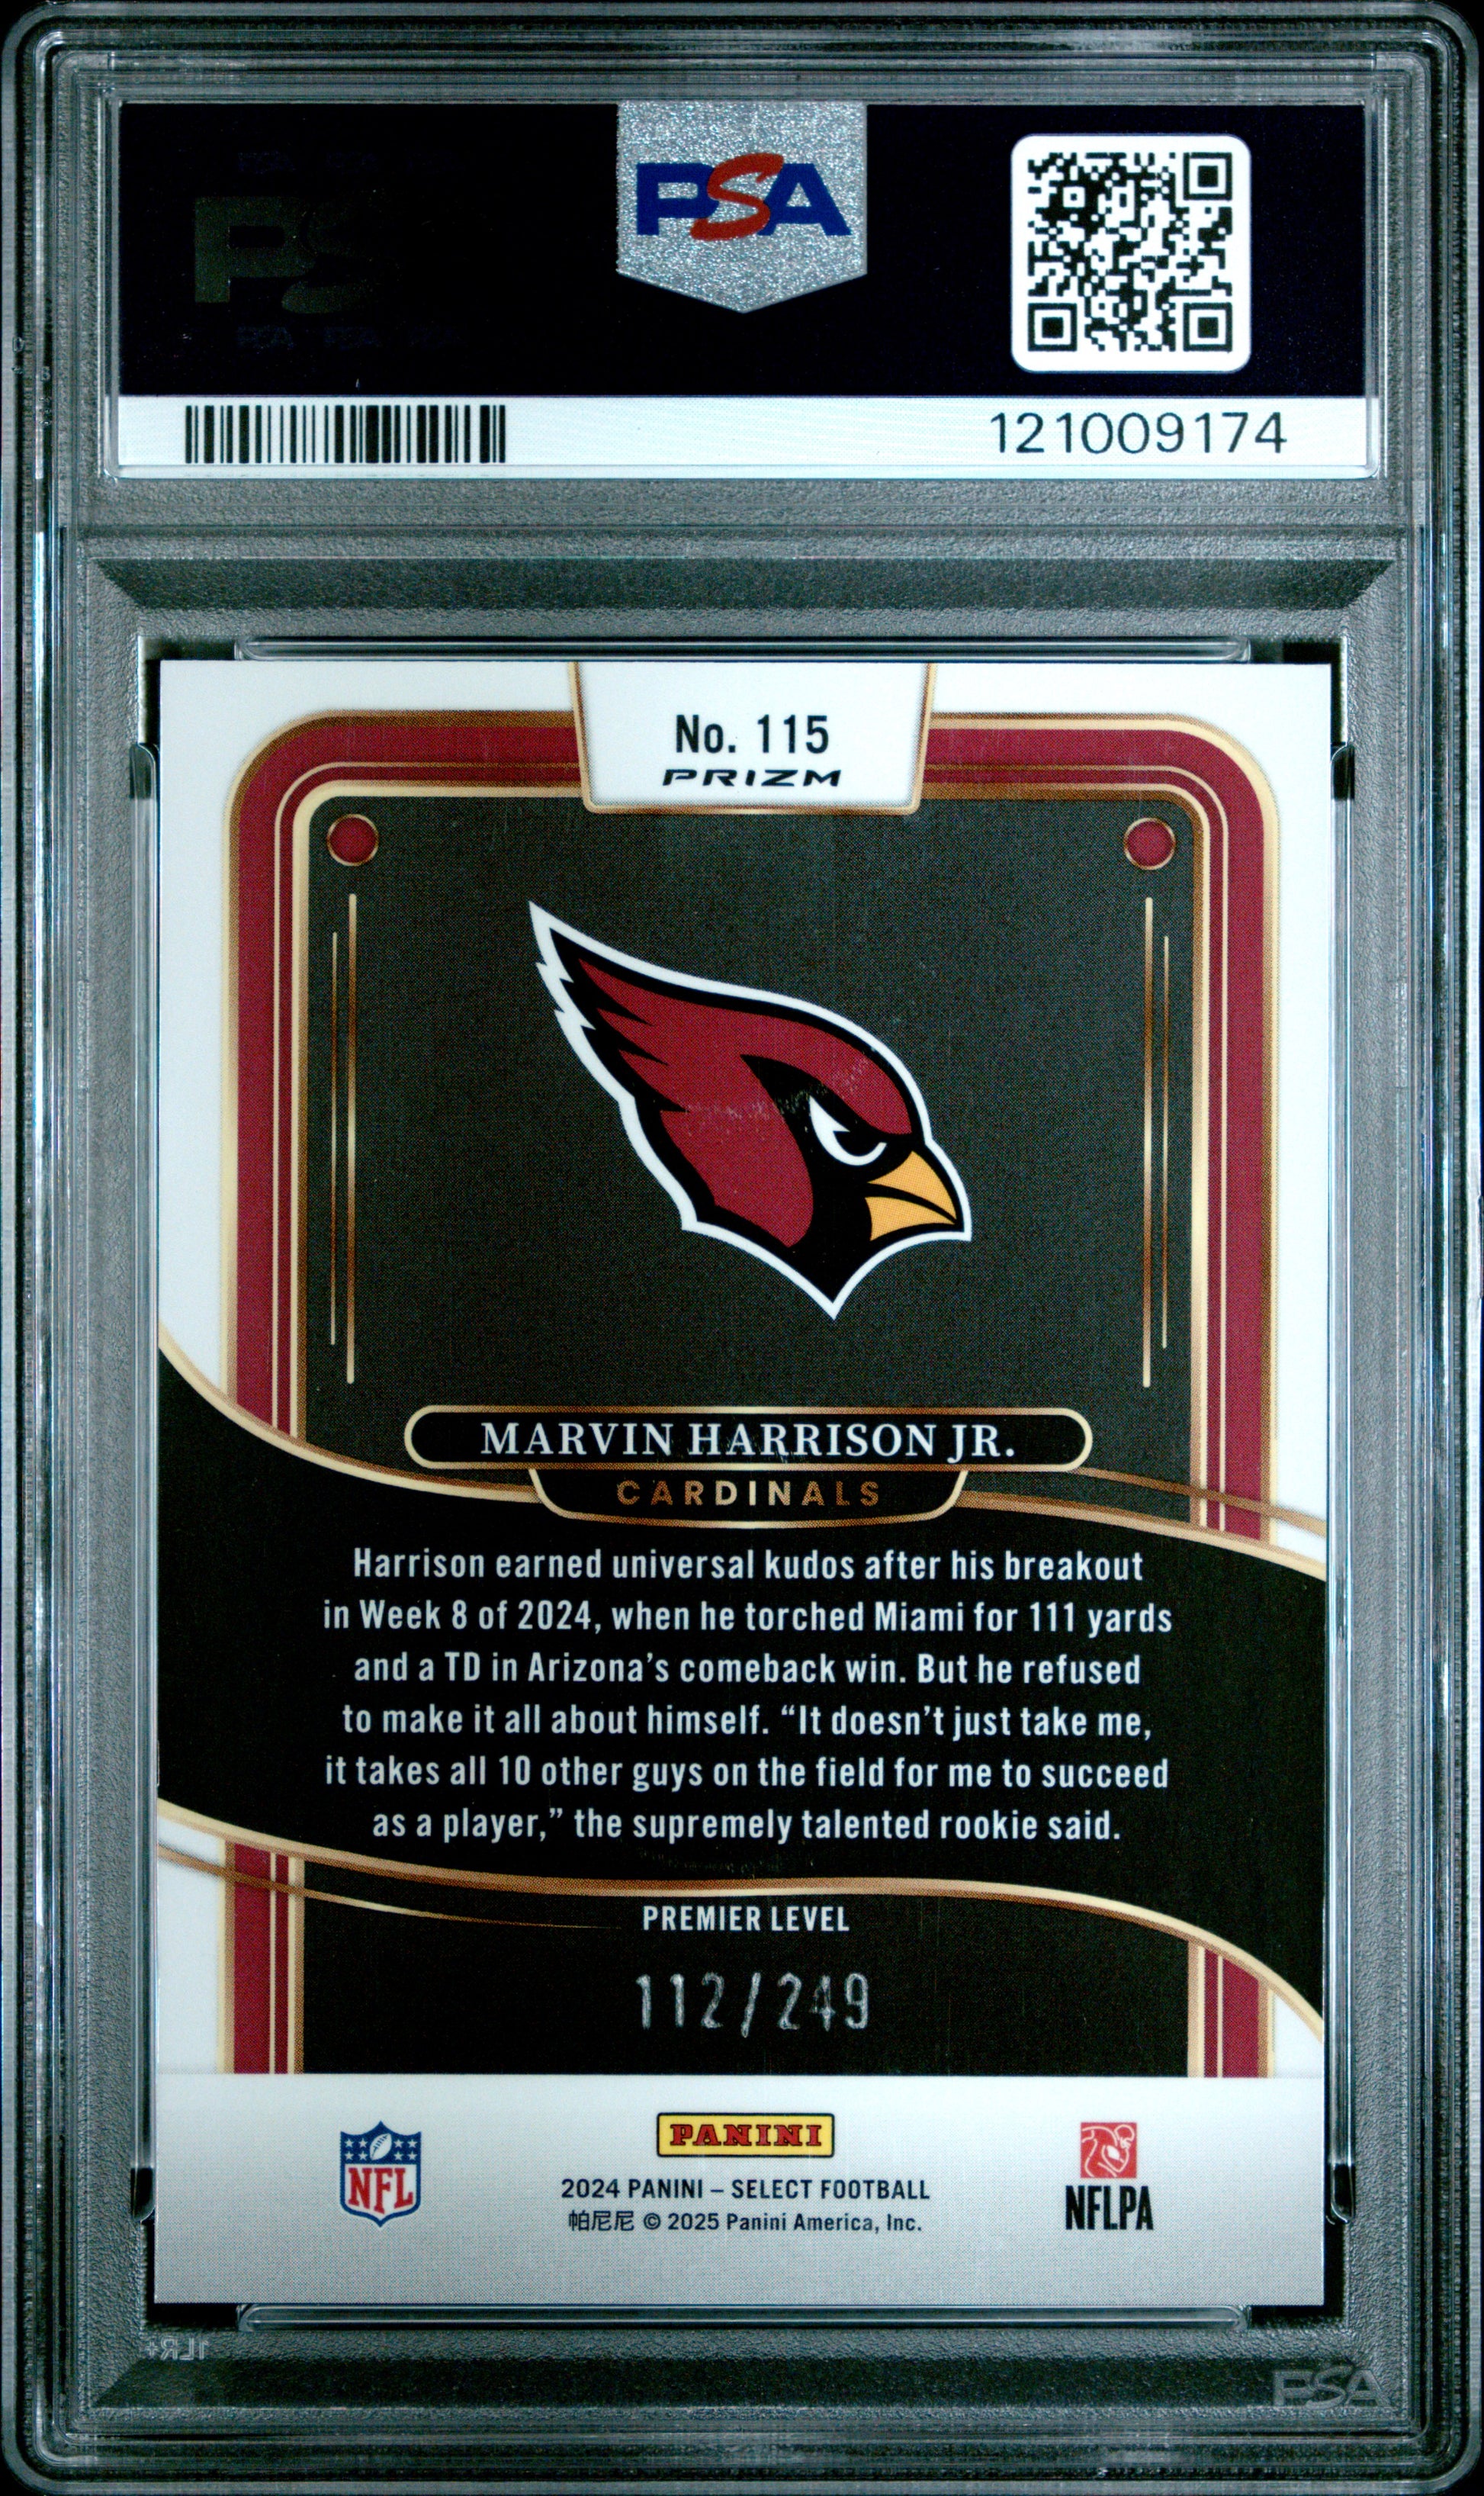 PSA
121009174
No. 115
PRIZM
MARVIN HARRISON JR.
CARDINALS
Harrison earned universal kudos after his breakout
in Week 8 of 2024, when he torched Miami for 111 yards
and a TD in Arizona's comeback win. But he refused
to make it all about himself. “It doesn't just take me,
it takes all 10 other guys on the field for me to succeed
as a player,” the supremely talented rookie said.
PREMIER LEVEL
112/249
PANINI
NFL
2024 PANINI – SELECT FOOTBALL
帕尼尼 © 2025 Panini America, Inc.
NFLPA
PSA